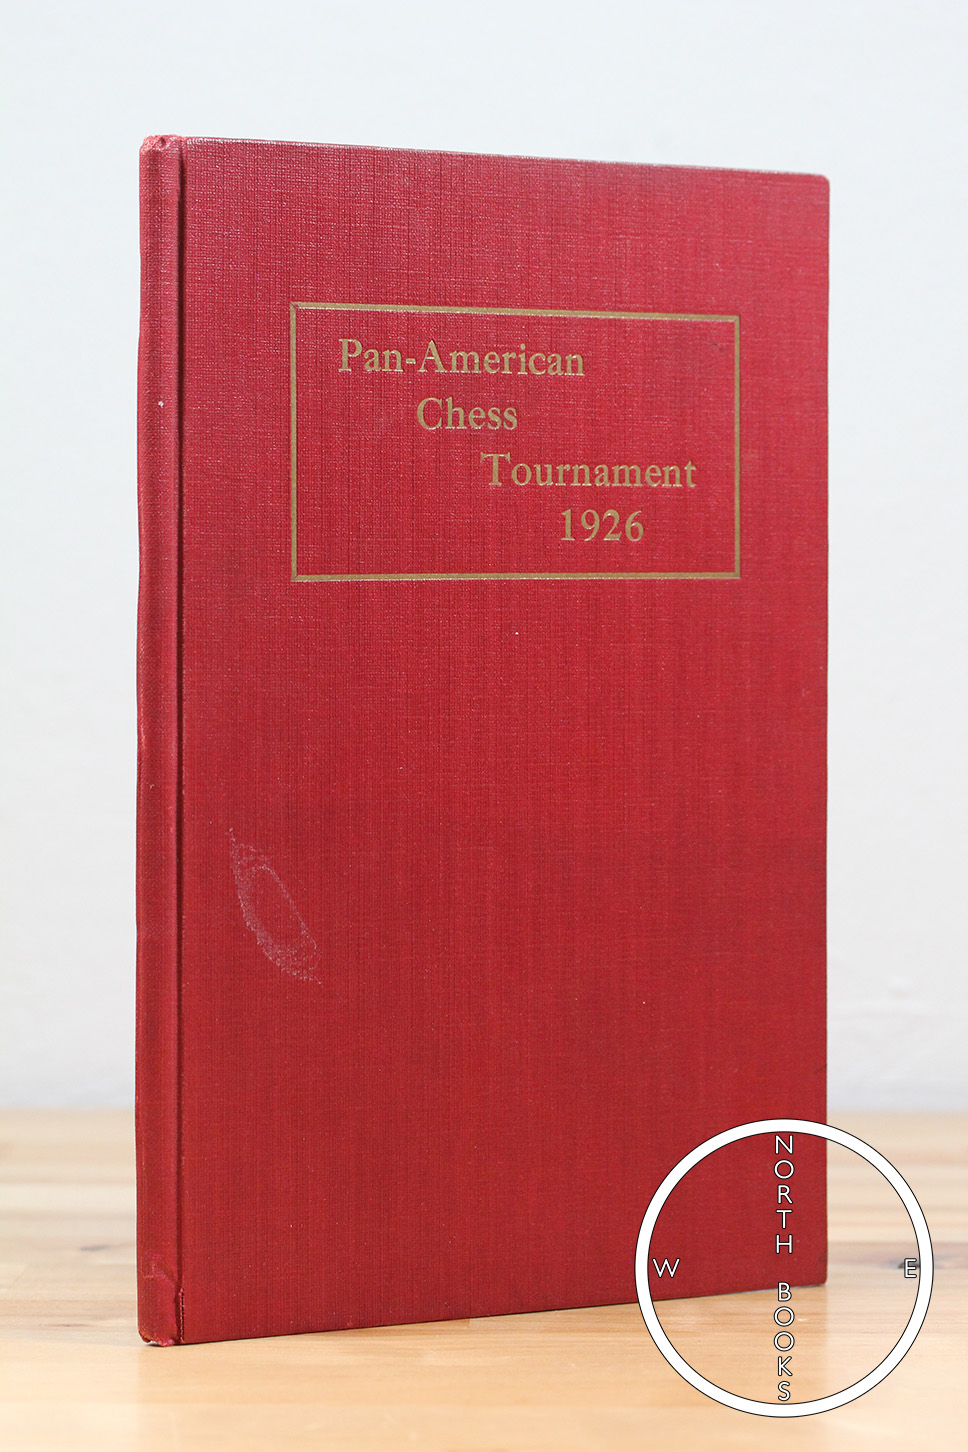 Pan-American
Chess
Tournament
1926
NORTH BOOKS
W
E